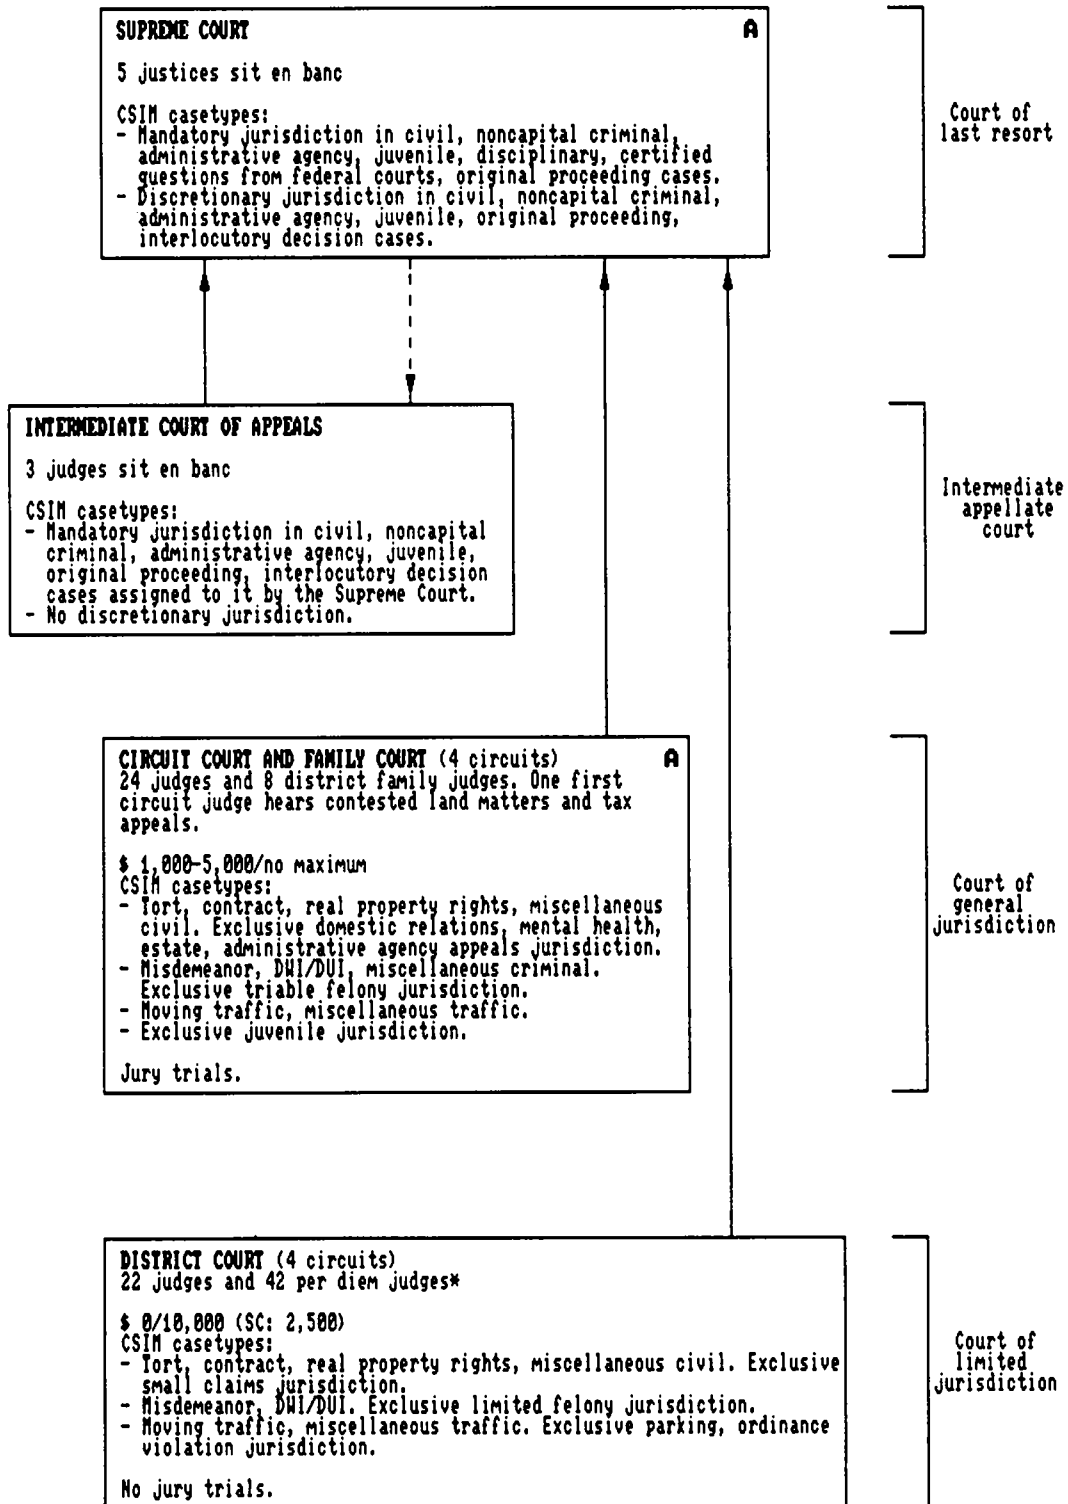 SUPREME COURT A
5 justices sit en banc
CSIM casetypes:
- Mandatory jurisdiction in civil, noncapital criminal,
administrative agency, juvenile, disciplinary, certified
questions from federal courts, original proceeding cases.
- Discretionary jurisdiction in civil, noncapital criminal,
administrative agency, juvenile, original proceeding,
interlocutory decision cases.
Court of
last resort
INTERMEDIATE COURT OF APPEALS
3 judges sit en banc
CSIM casetypes:
- Mandatory jurisdiction in civil, noncapital
criminal, administrative agency, juvenile,
original proceeding, interlocutory decision
cases assigned to it by the Supreme Court.
- No discretionary jurisdiction.
Intermediate
appellate
court
CIRCUIT COURT AND FAMILY COURT (4 circuits) A
24 judges and 8 district family judges. One first
circuit judge hears contested land matters and tax
appeals.
$ 1,000-5,000/no maximum
CSIM casetypes:
- Tort, contract, real property rights, miscellaneous
civil. Exclusive domestic relations, mental health,
estate, administrative agency appeals jurisdiction.
- Misdemeanor, DWI/DUI, miscellaneous criminal.
Exclusive triable felony jurisdiction.
- Moving traffic, miscellaneous traffic.
- Exclusive juvenile jurisdiction.
Jury trials.
Court of
general
jurisdiction
DISTRICT COURT (4 circuits)
22 judges and 42 per diem judges*
$ 0/10,000 (SC: 2,500)
CSIM casetypes:
- Tort, contract, real property rights, miscellaneous civil. Exclusive
small claims jurisdiction.
- Misdemeanor, DWI/DUI. Exclusive limited felony jurisdiction.
- Moving traffic, miscellaneous traffic. Exclusive parking, ordinance
violation jurisdiction.
No jury trials.
Court of
limited
jurisdiction